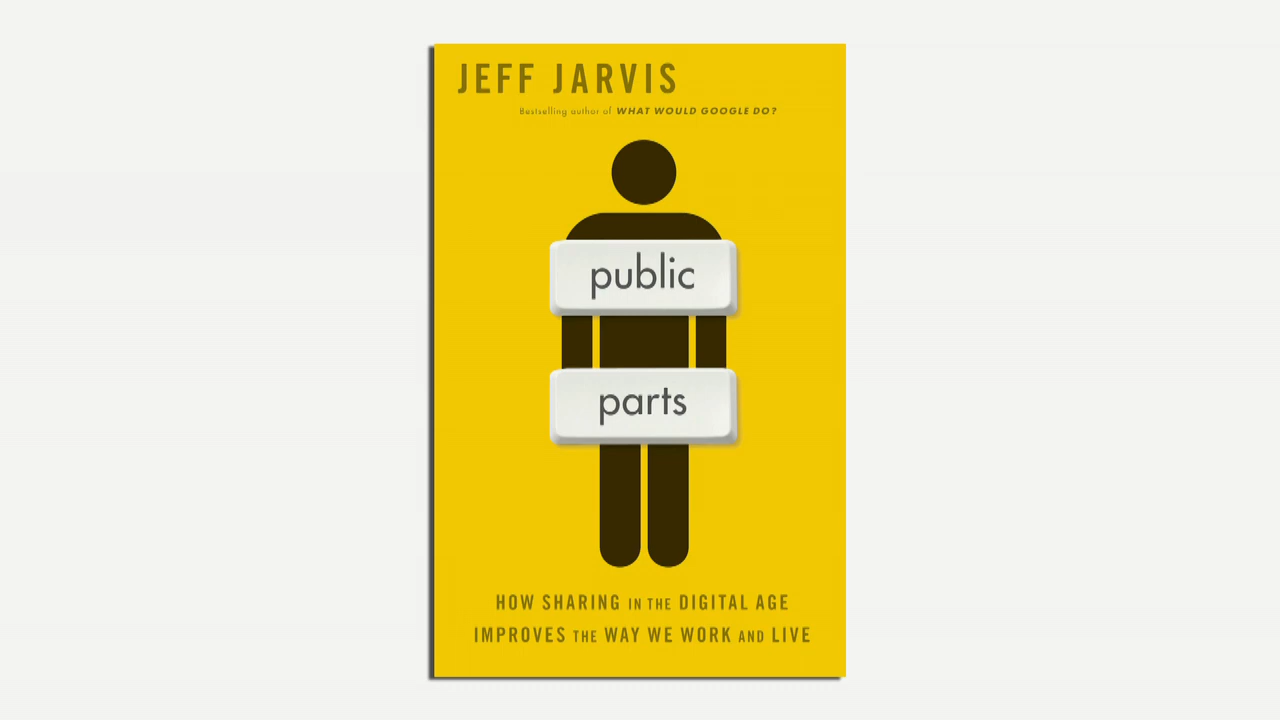 JEFF JARVIS
Bestselling author of WHAT WOULD GOOGLE DO?
public
parts
HOW SHARING IN THE DIGITAL AGE
IMPROVES THE WAY WE WORK AND LIVE